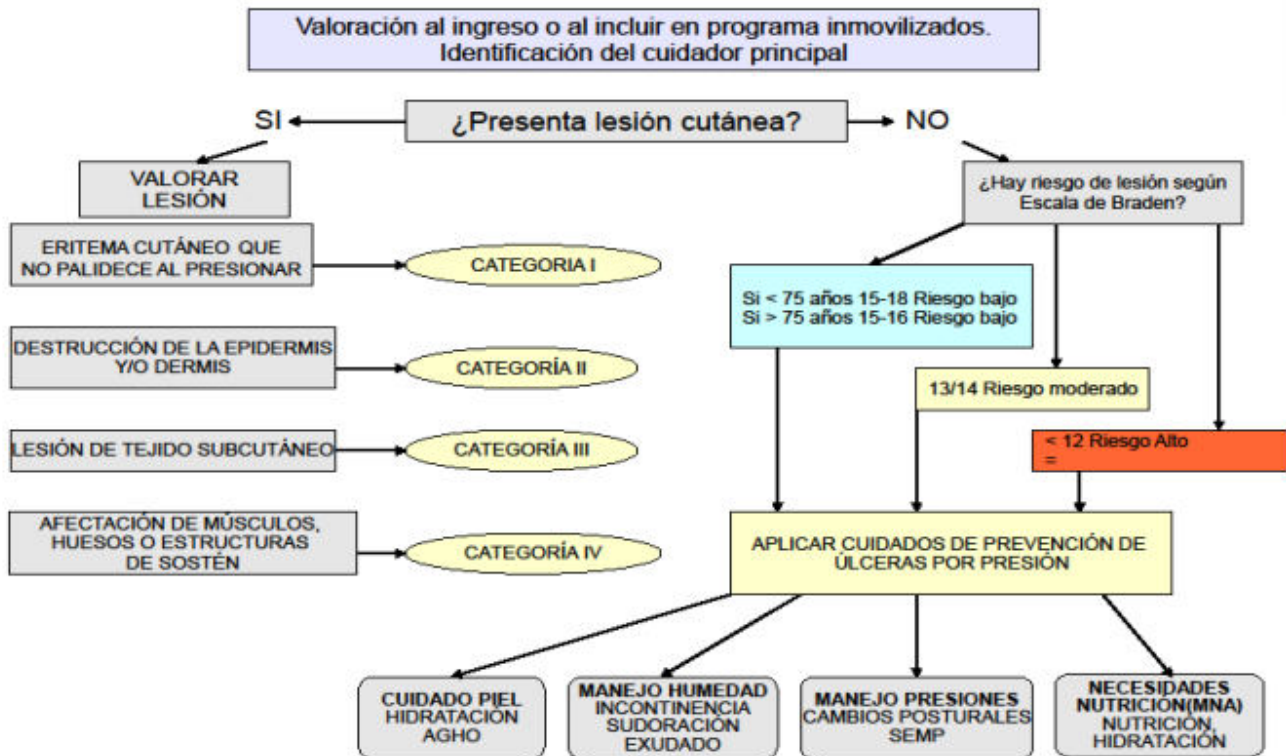 Valoración al ingreso o al incluir en programa inmovilizados.
Identificación del cuidador principal
SI
¿Presenta lesión cutánea?
NO
VALORAR
LESIÓN
¿Hay riesgo de lesión según
Escala de Braden?
ERITEMA CUTÁNEO QUE
NO PALIDECE AL PRESIONAR
CATEGORIA I
Si < 75 años 15-18 Riesgo bajo
Si > 75 años 15-16 Riesgo bajo
DESTRUCCIÓN DE LA EPIDERMIS
Y/O DERMIS
CATEGORÍA II
13/14 Riesgo moderado
LESIÓN DE TEJIDO SUBCUTÁNEO
CATEGORÍA III
< 12 Riesgo Alto
=
AFECTACIÓN DE MÚSCULOS,
HUESOS O ESTRUCTURAS
DE SOSTÉN
CATEGORÍA IV
APLICAR CUIDADOS DE PREVENCIÓN DE
ÚLCERAS POR PRESIÓN
CUIDADO PIEL
HIDRATACIÓN
AGHO
MANEJO HUMEDAD
INCONTINENCIA
SUDORACIÓN
EXUDADO
MANEJO PRESIONES
CAMBIOS POSTURALES
SEMP
NECESIDADES
NUTRICIÓN(MNA)
NUTRICIÓN,
HIDRATACIÓN